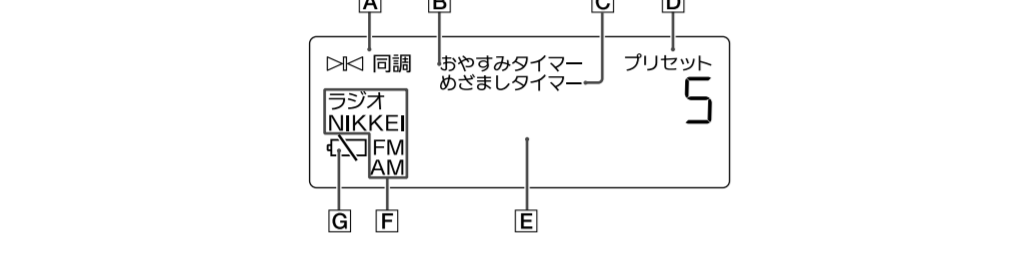 A B C D
同調 おやすみタイマー プリセット
めざましタイマー 5
ラジオ
NIKKEI
FM
AM
G F E